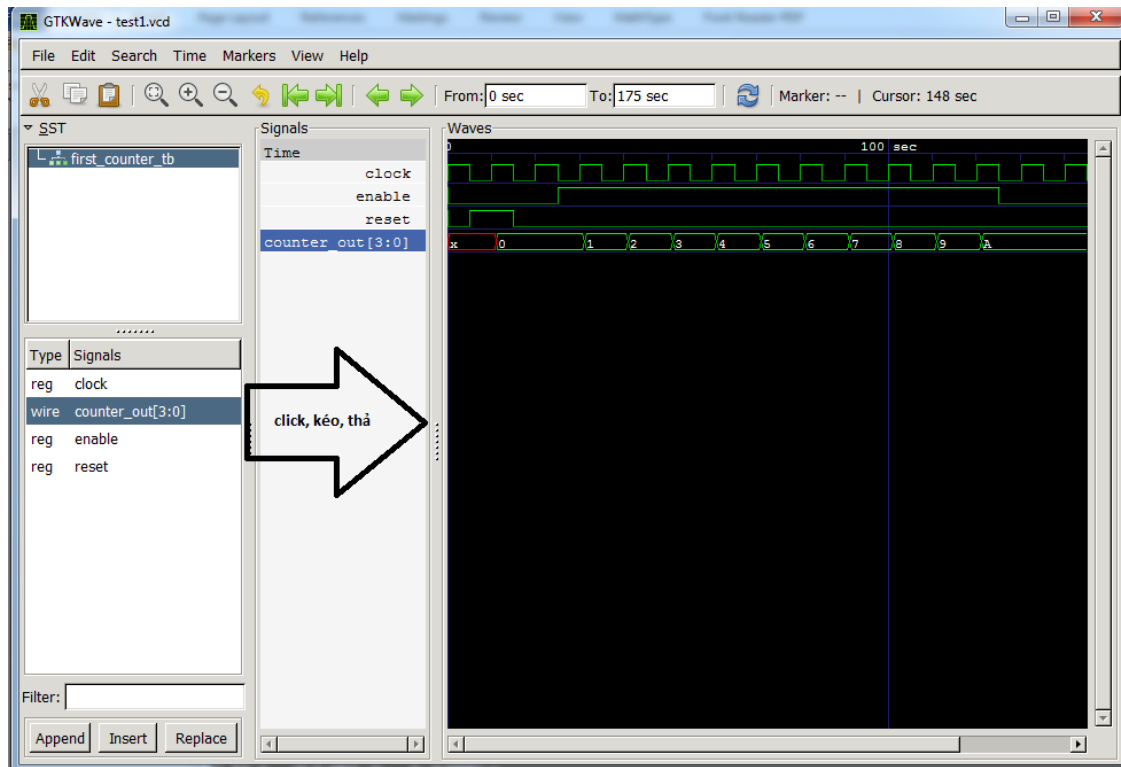 GTKWave - test1.vcd
File Edit Search Time Markers View Help
From: 0 sec To: 175 sec Marker: -- | Cursor: 148 sec
SST
first_counter_tb
Type Signals
reg clock
wire counter_out[3:0]
reg enable
reg reset
Filter:
Append Insert Replace
Signals
Time
clock
enable
reset
counter_out[3:0]
click, kéo, thả
Waves
0 100 sec
x 0 1 2 3 4 5 6 7 8 9 A